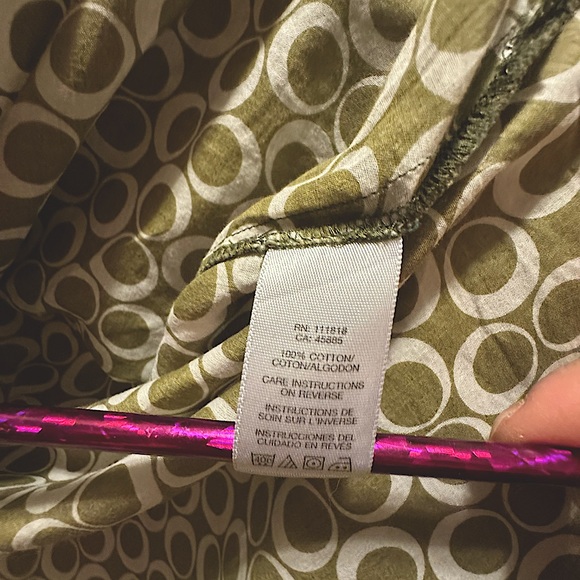 RN: 111818
CA: 45885
100% COTTON/
COTON/ALGODON
CARE INSTRUCTIONS
ON REVERSE
INSTRUCTIONS DE
SOIN SUR L'INVERSE
INSTRUCCIONES DEL
CUIDADO EN REVES